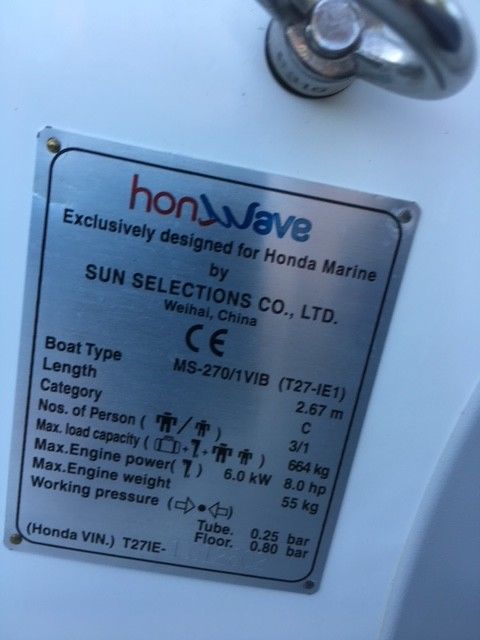 honwave
Exclusively designed for Honda Marine
by
SUN SELECTIONS CO., LTD.
Weihai, China
CE
Boat Type MS-270/1VIB (T27-IE1)
Length 2.67 m
Category C
Nos. of Person ( / ) 3/1
Max. load capacity ( + + ) 664 kg
Max.Engine power( ) 6.0 kW 8.0 hp
Max.Engine weight 55 kg
Working pressure ( ) Tube. 0.25 bar
Floor. 0.80 bar
(Honda VIN.) T27IE-